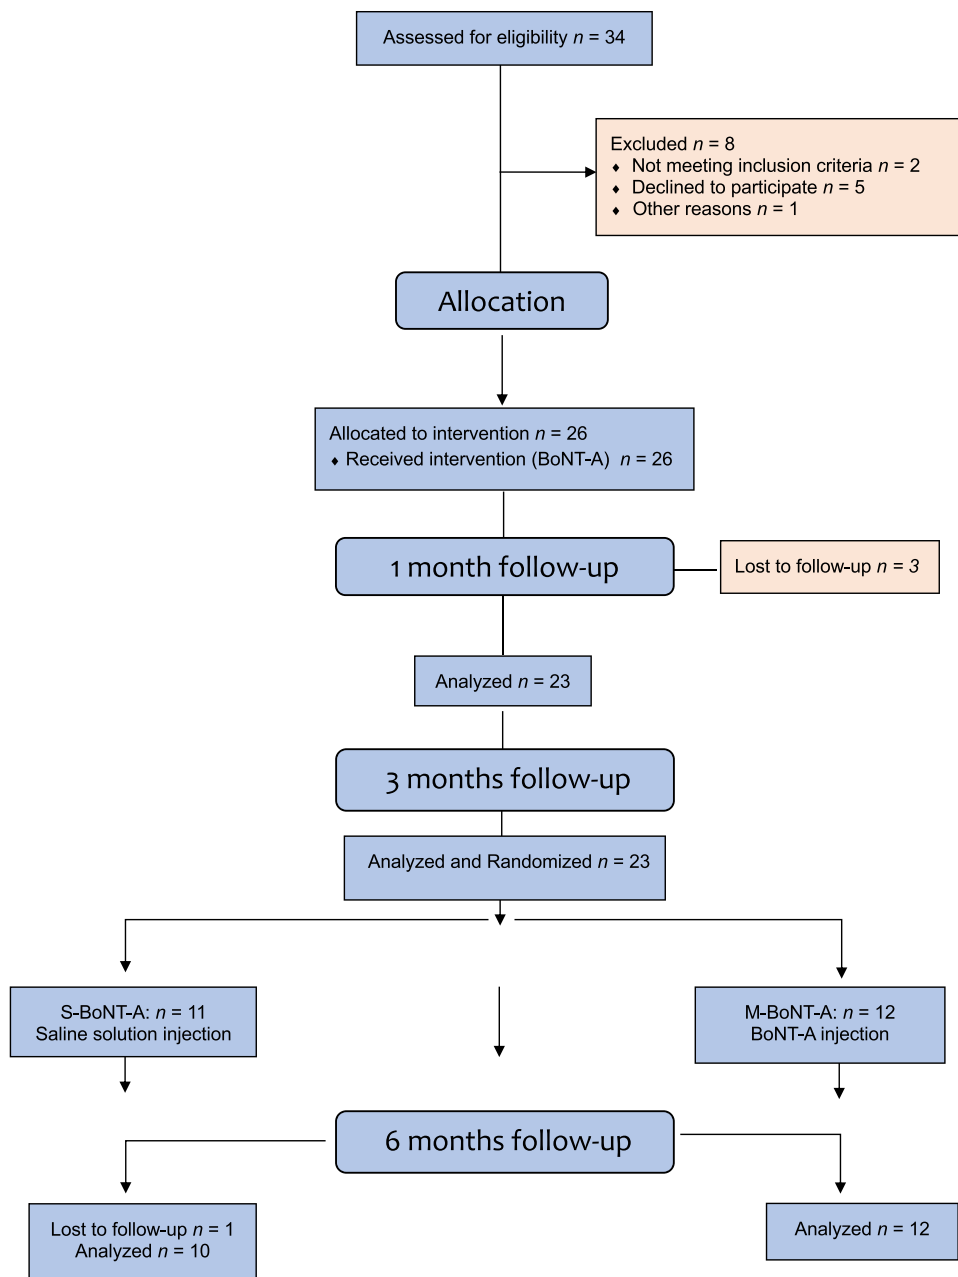 Assessed for eligibility n = 34
Excluded n = 8
♦ Not meeting inclusion criteria n = 2
♦ Declined to participate n = 5
♦ Other reasons n = 1
Allocation
Allocated to intervention n = 26
♦ Received intervention (BoNT-A) n = 26
1 month follow-up
Lost to follow-up n = 3
Analyzed n = 23
3 months follow-up
Analyzed and Randomized n = 23
S-BoNT-A: n = 11
Saline solution injection
M-BoNT-A: n = 12
BoNT-A injection
6 months follow-up
Lost to follow-up n = 1
Analyzed n = 10
Analyzed n = 12